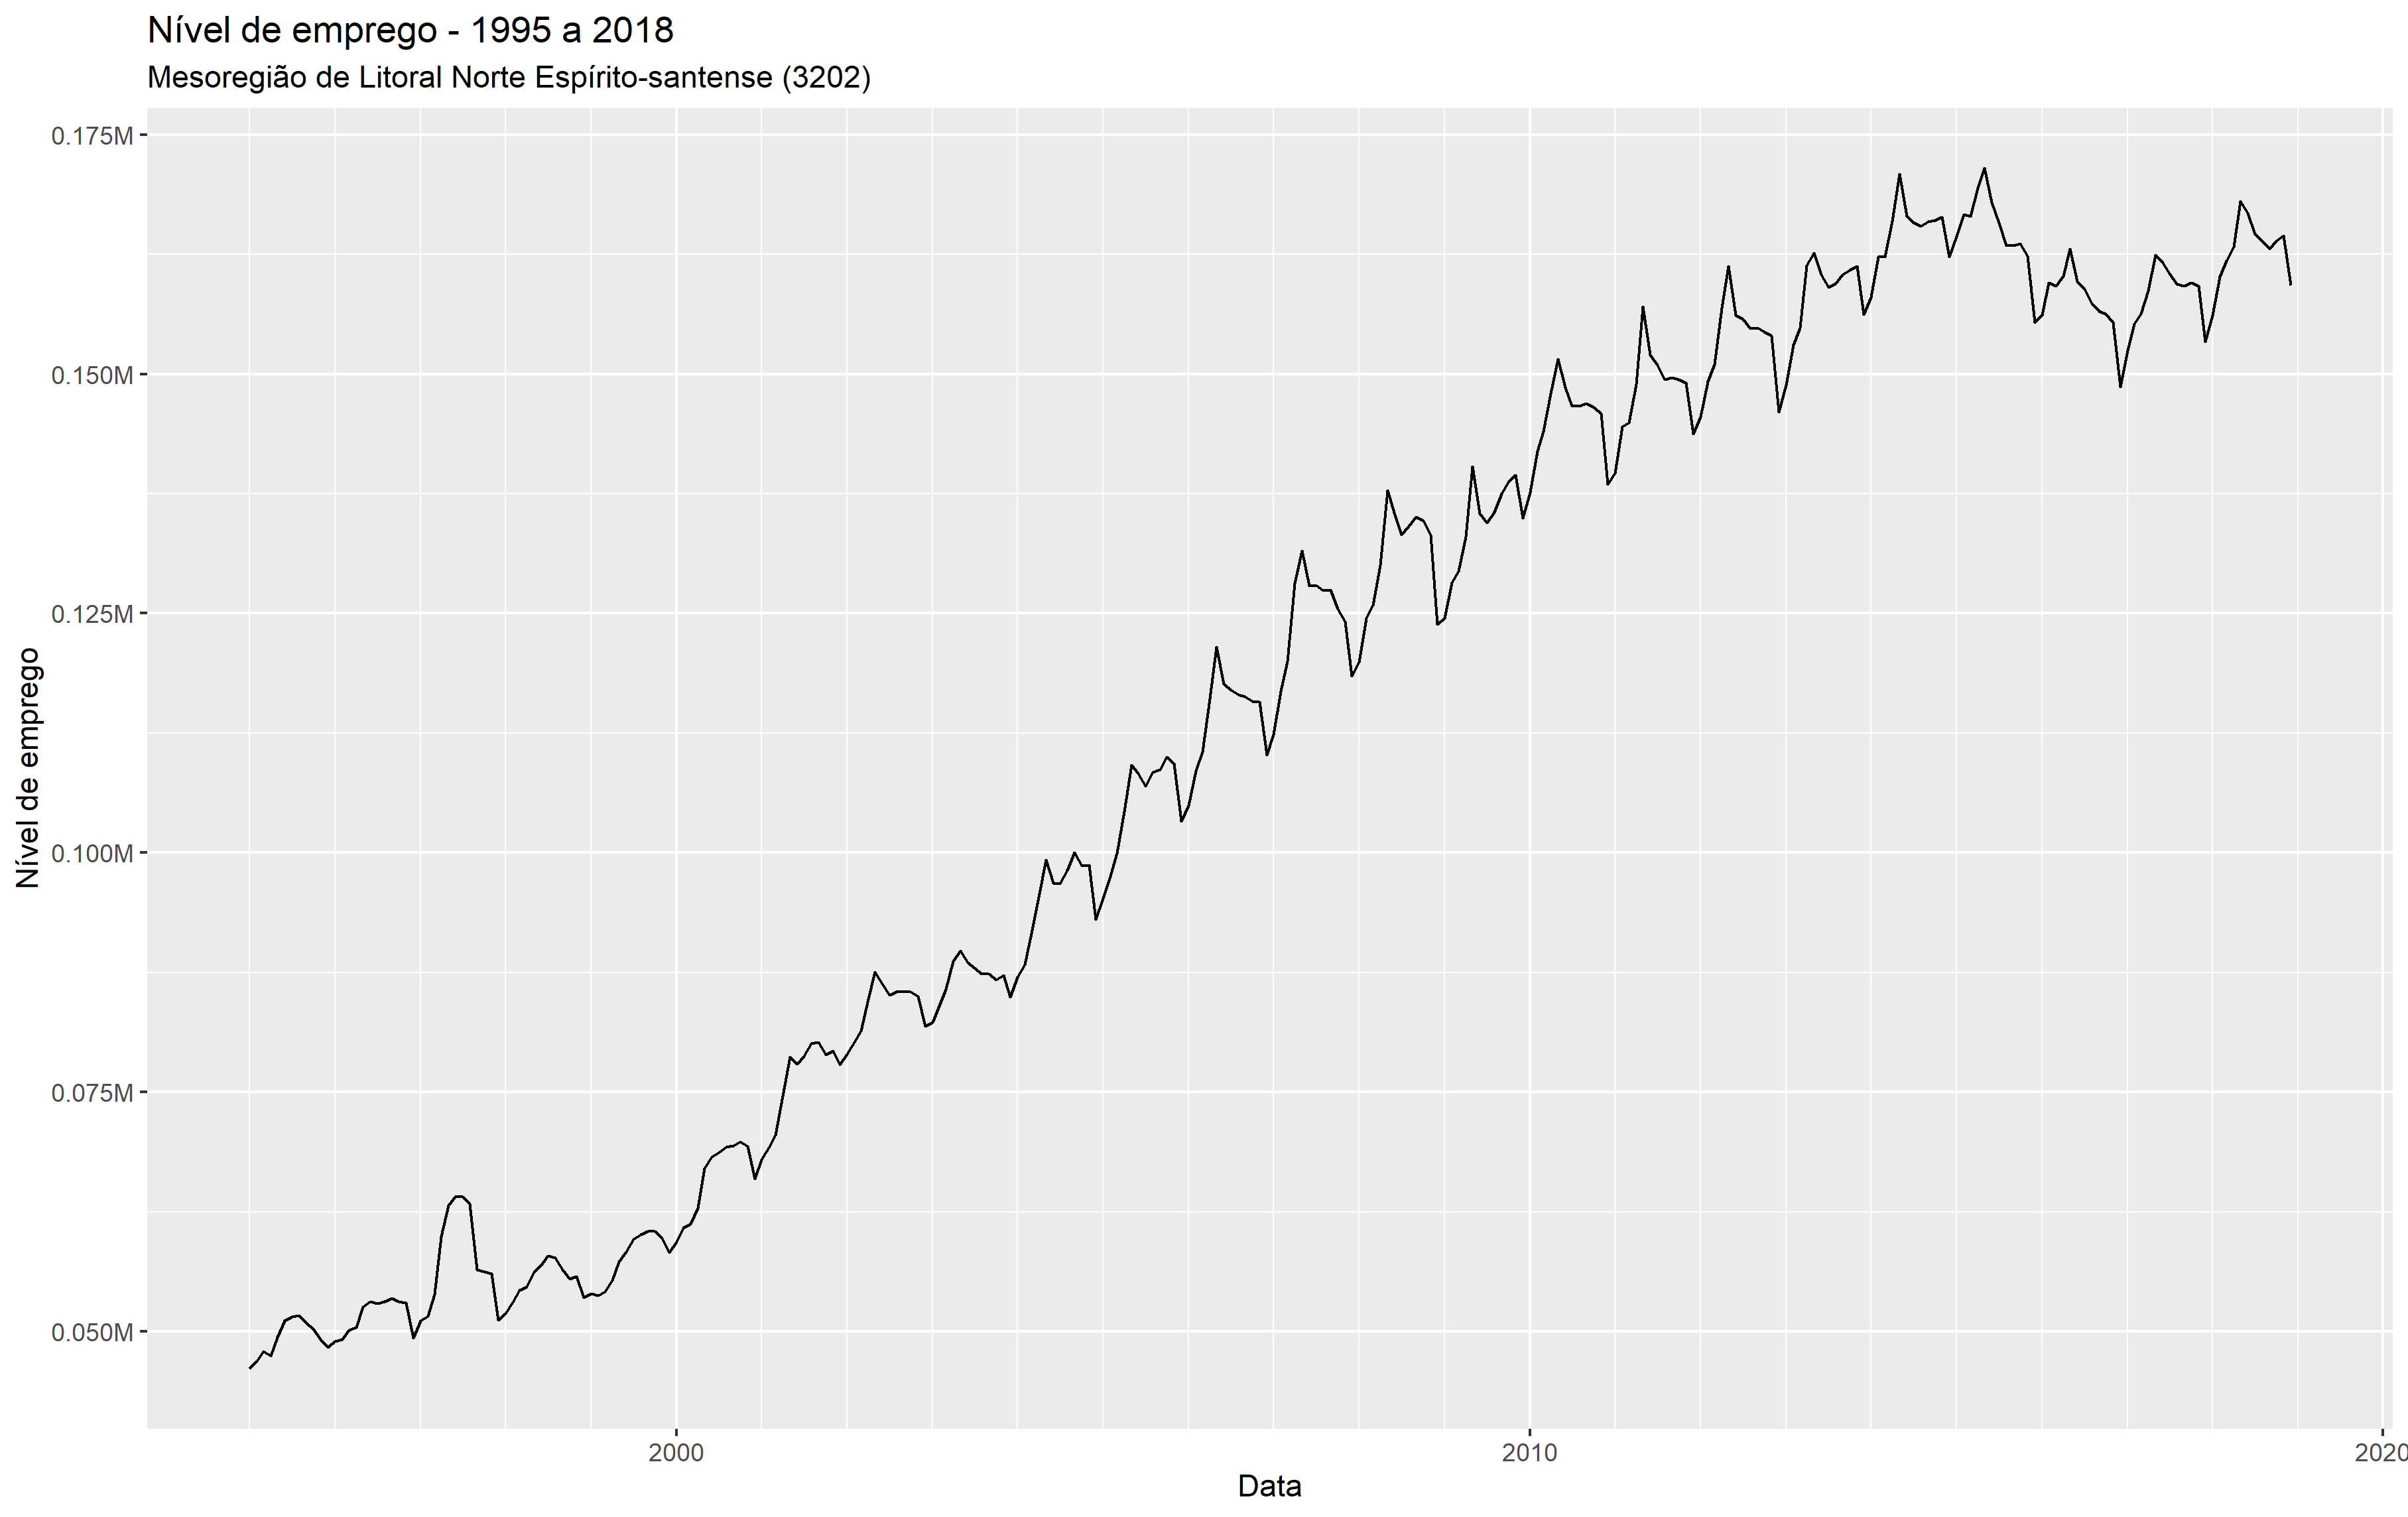 Nível de emprego - 1995 a 2018
Mesoregião de Litoral Norte Espírito-santense (3202)
0.175M
0.150M
0.125M
0.100M
0.075M
0.050M
Nível de emprego
2000
2010
2020
Data